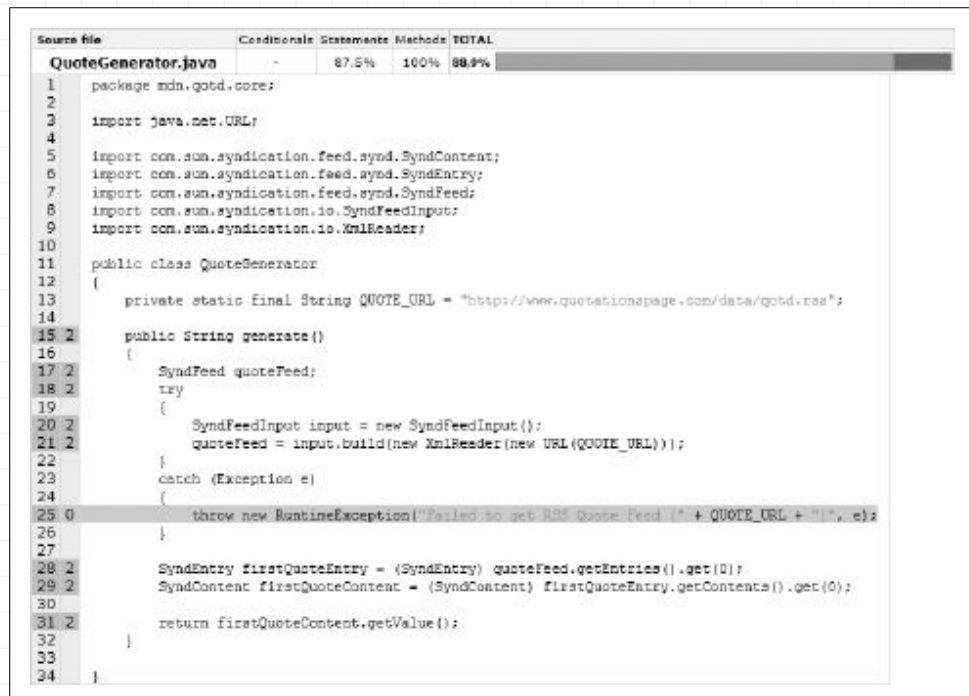 Source file Conditionals Statements Methods TOTAL
QuoteGenerator.java - 87.5% 100% 88.9%
1 package mdn.qotd.core;
2
3 import java.net.URL;
4
5 import com.sun.syndication.feed.synd.SyndContent;
6 import com.sun.syndication.feed.synd.SyndEntry;
7 import com.sun.syndication.feed.synd.SyndFeed;
8 import com.sun.syndication.io.SyndFeedInput;
9 import com.sun.syndication.io.XmlReader;
10
11 public class QuoteGenerator
12 {
13 private static final String QUOTE_URL = "http://www.quotationspage.com/data/qotd.rss";
14
15 2 public String generate()
16 {
17 2 SyndFeed quoteFeed;
18 2 try
19 {
20 2 SyndFeedInput input = new SyndFeedInput();
21 2 quoteFeed = input.build(new XmlReader(new URL(QUOTE_URL)));
22 }
23 catch (Exception e)
24 {
25 0 throw new RuntimeException("Failed to get RSS Quote Feed [" + QUOTE_URL + "]", e);
26 }
27
28 2 SyndEntry firstQuoteEntry = (SyndEntry) quoteFeed.getEntries().get(0);
29 2 SyndContent firstQuoteContent = (SyndContent) firstQuoteEntry.getContents().get(0);
30
31 2 return firstQuoteContent.getValue();
32 }
33
34 }